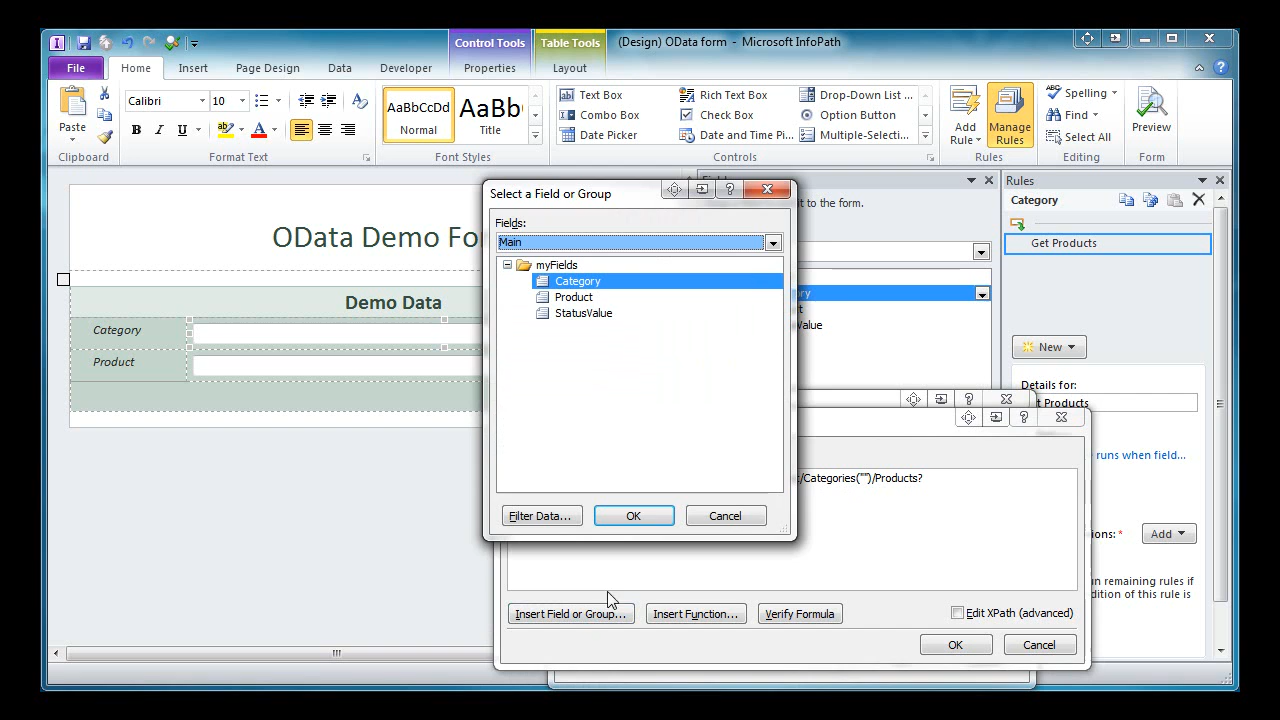 Control Tools
Table Tools
(Design) OData form - Microsoft InfoPath
File
Home
Insert
Page Design
Data
Developer
Properties
Layout
Paste
Clipboard
Calibri
10
B I U
A
Format Text
AaBbCcDd
Normal
AaBb
Title
Font Styles
Text Box
Combo Box
Date Picker
Rich Text Box
Check Box
Date and Time Pi...
Drop-Down List ...
Option Button
Multiple-Selecti...
Controls
Add
Rule
Manage
Rules
Rules
Spelling
Find
Select All
Editing
Preview
Form
OData Demo Fo
Demo Data
Category
Product
Select a Field or Group
Fields:
Main
myFields
Category
Product
StatusValue
Filter Data...
OK
Cancel
t to the form.
ry
t
Value
/Categories("")/Products?
Insert Field or Group...
Insert Function...
Verify Formula
Edit XPath (advanced)
OK
Cancel
Rules
Category
Get Products
New
Details for:
t Products
runs when field...
ions: *
Add
n remaining rules if
dition of this rule is